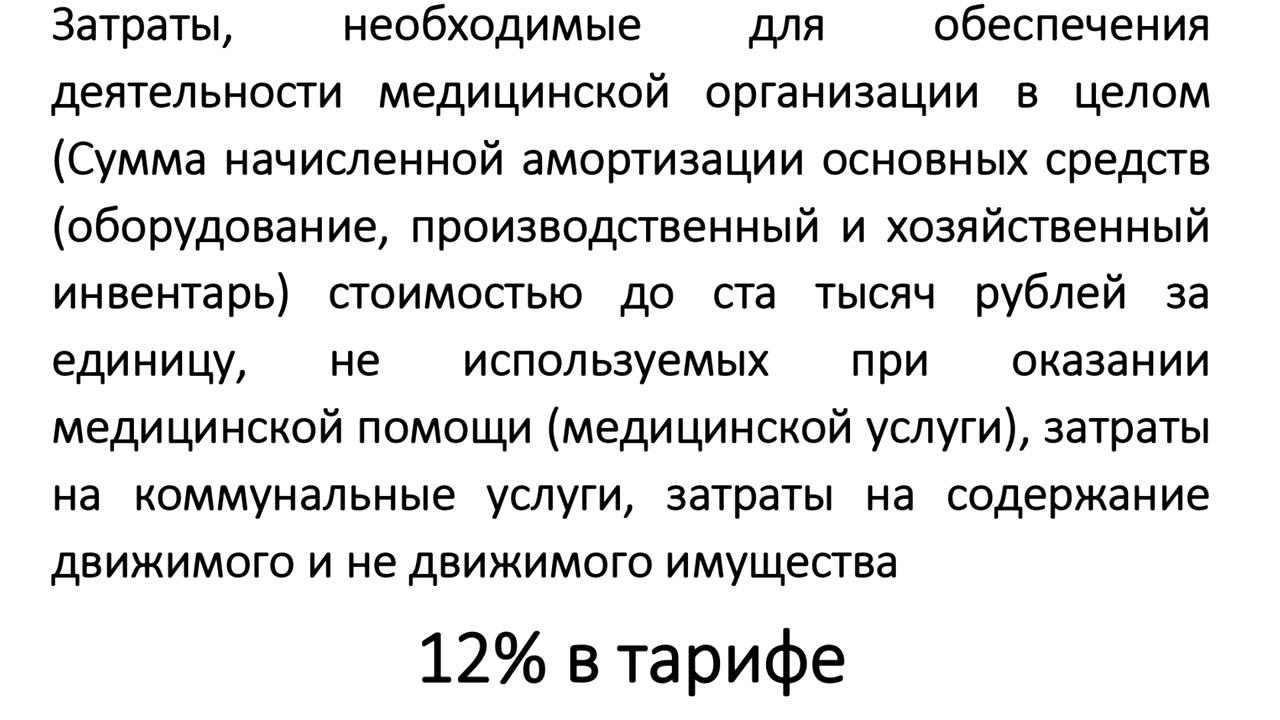 Затраты, необходимые для обеспечения
деятельности медицинской организации в целом
(Сумма начисленной амортизации основных средств
(оборудование, производственный и хозяйственный
инвентарь) стоимостью до ста тысяч рублей за
единицу, не используемых при оказании
медицинской помощи (медицинской услуги), затраты
на коммунальные услуги, затраты на содержание
движимого и не движимого имущества
12% в тарифе